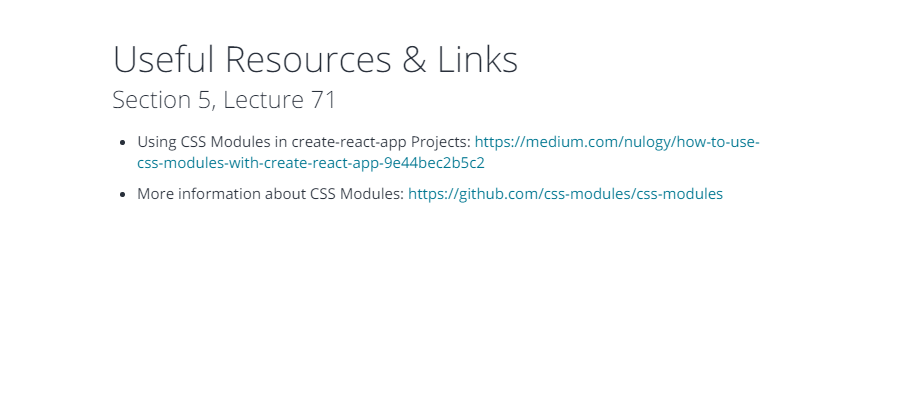 Useful Resources & Links
Section 5, Lecture 71
Using CSS Modules in create-react-app Projects: https://medium.com/nulogy/how-to-use-
css-modules-with-create-react-app-9e44bec2b5c2
More information about CSS Modules: https://github.com/css-modules/css-modules